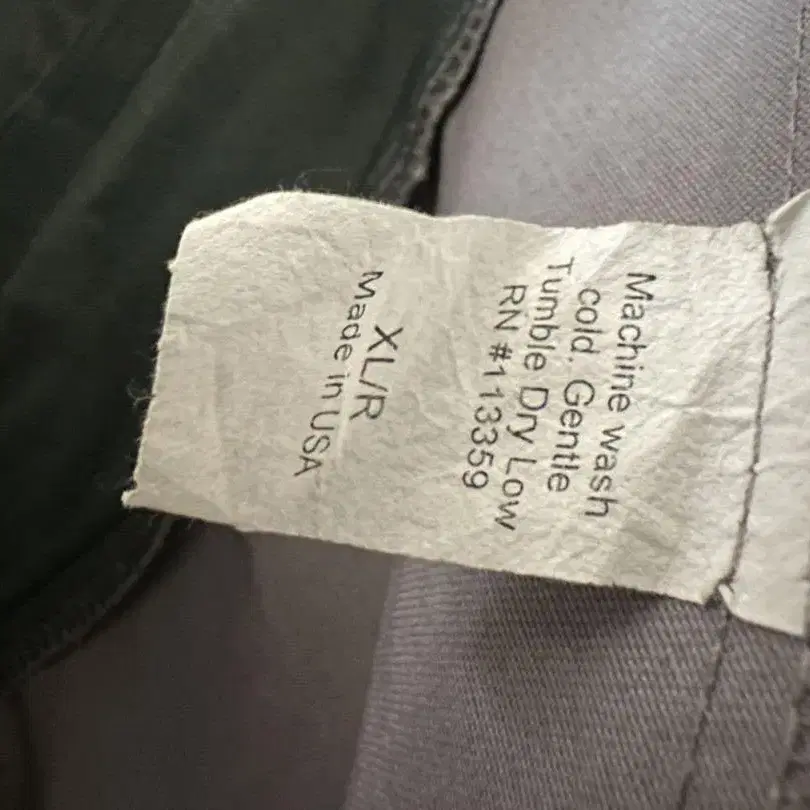 Machine wash
cold. Gentle
Tumble Dry Low
RN #113359
XL/R
Made in USA